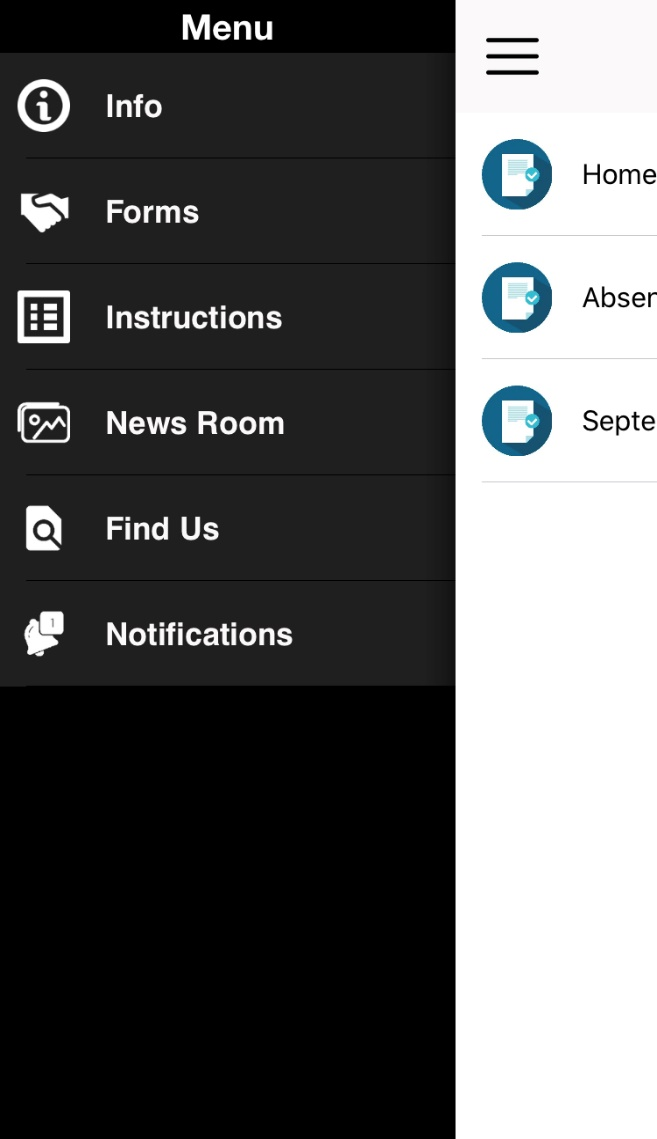 Menu
Info
Forms
Instructions
News Room
Find Us
1
Notifications
Home
Absen
Septe